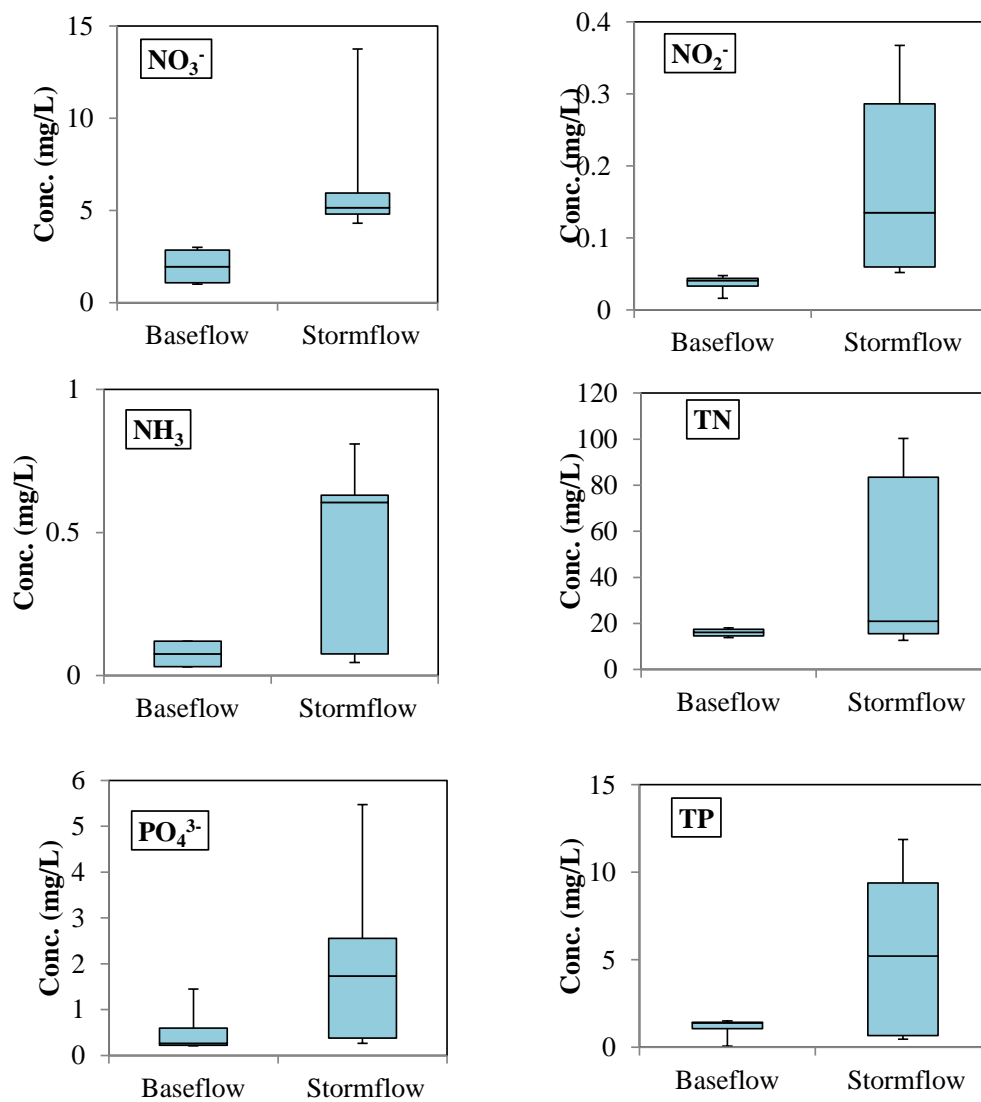 NO₃⁻
Conc. (mg/L)
15
10
5
0
Baseflow Stormflow
NO₂⁻
Conc. (mg/L)
0.4
0.3
0.2
0.1
0
Baseflow Stormflow
NH₃
Conc. (mg/L)
1
0.5
0
Baseflow Stormflow
TN
Conc. (mg/L)
120
100
80
60
40
20
0
Baseflow Stormflow
PO₄³⁻
Conc. (mg/L)
6
5
4
3
2
1
0
Baseflow Stormflow
TP
Conc. (mg/L)
15
10
5
0
Baseflow Stormflow